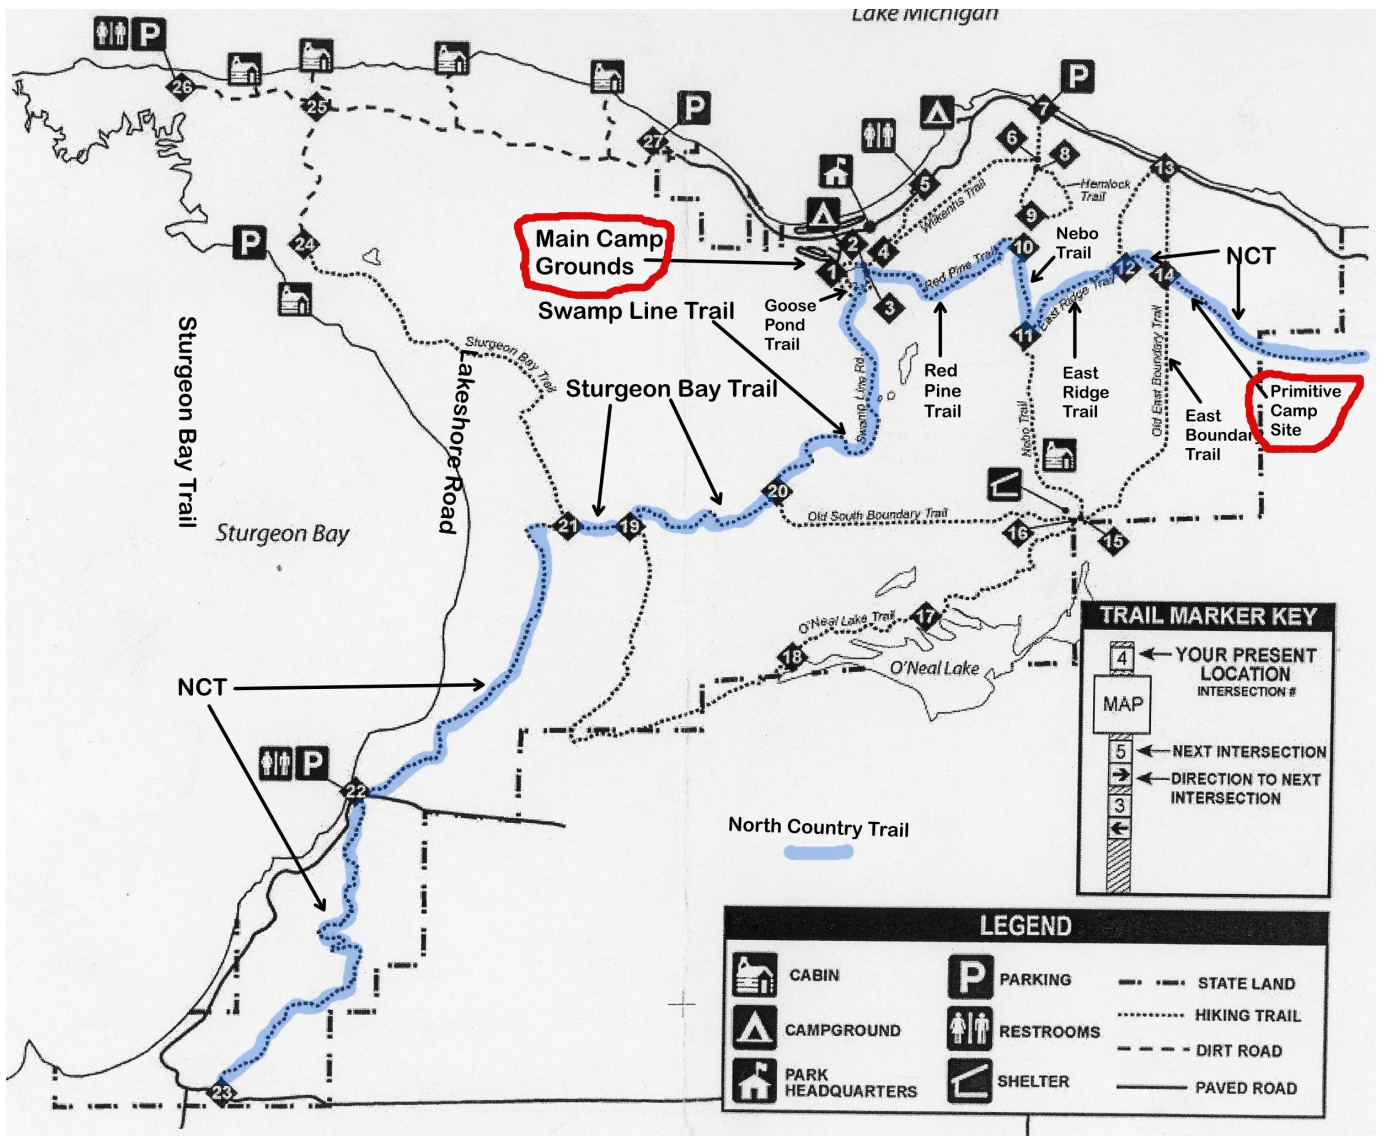 Lake Michigan
P
26
25
P
27
P
7
6
8
13
5
Hemlock
Trail
Wilkenns Trail
9
P
24
Main Camp
Grounds
2
4
1
3
Nebo
Trail
10
Red Pine Trail
12
14
NCT
East Ridge Trail
11
Goose
Pond
Trail
Swamp Line Trail
Sturgeon Bay Trail
Lakeshore Road
Sturgeon Bay Trail
Sturgeon Bay Trail
Swamp Line Rd
Red
Pine
Trail
East
Ridge
Trail
Nebo Trail
Old East Boundary Trail
East
Boundary
Trail
Primitive
Camp
Site
20
Old South Boundary Trail
21
19
16
15
Sturgeon Bay
17
O'Neal Lake Trail
18
O'Neal Lake
NCT
P
22
23
North Country Trail
TRAIL MARKER KEY
4
YOUR PRESENT
LOCATION
INTERSECTION #
MAP
5
NEXT INTERSECTION
DIRECTION TO NEXT
INTERSECTION
3
LEGEND
CABIN
P
PARKING
STATE LAND
CAMPGROUND
RESTROOMS
HIKING TRAIL
DIRT ROAD
PARK
HEADQUARTERS
SHELTER
PAVED ROAD